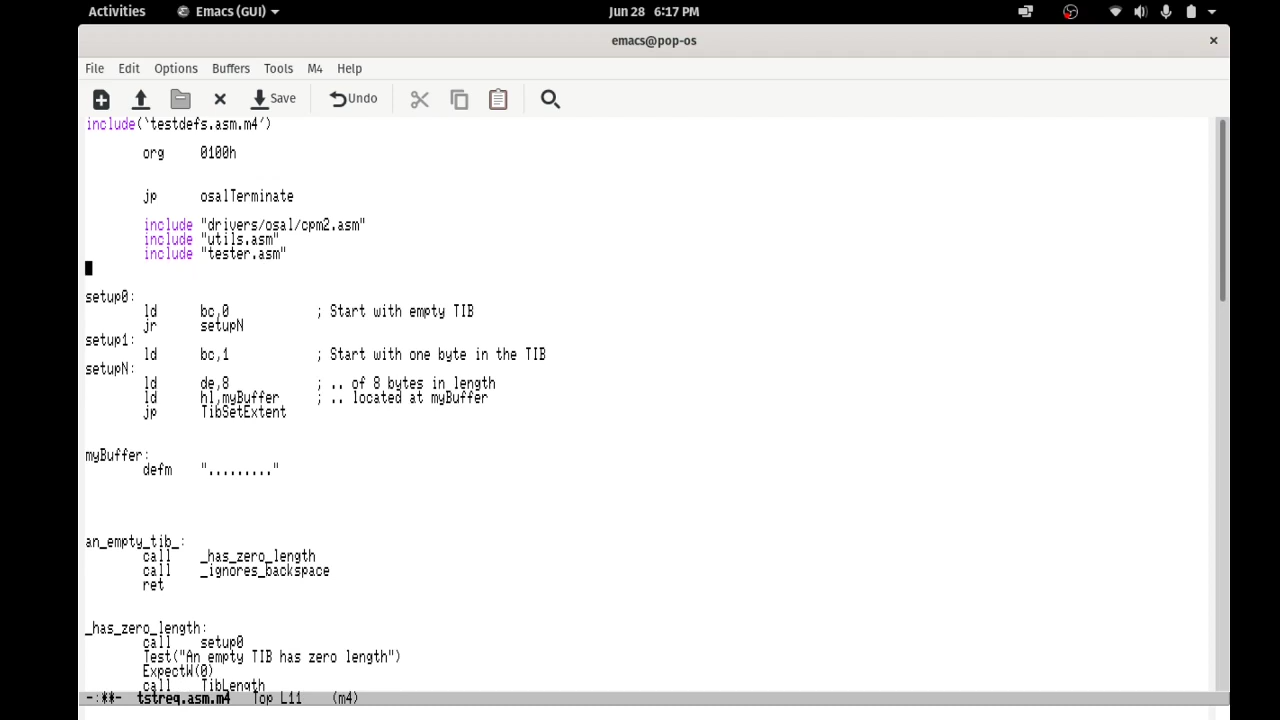 Activities Emacs (GUI) Jun 28 6:17 PM
emacs@pop-os
File Edit Options Buffers Tools M4 Help
Save Undo
include(`testdefs.asm.m4')
org 0100h
jp osalTerminate
include "drivers/osal/cpm2.asm"
include "utils.asm"
include "tester.asm"
setup0:
ld bc,0 ; Start with empty TIB
jr setupN
setup1:
ld bc,1 ; Start with one byte in the TIB
setupN:
ld de,8 ; .. of 8 bytes in length
ld hl,myBuffer ; .. located at myBuffer
jp TibSetExtent
myBuffer:
defm "........."
an_empty_tib_:
call _has_zero_length
call _ignores_backspace
ret
_has_zero_length:
call setup0
Test("An empty TIB has zero length")
ExpectW(0)
call TibLength
-:**- tstreq.asm.m4 Top L11 (m4)